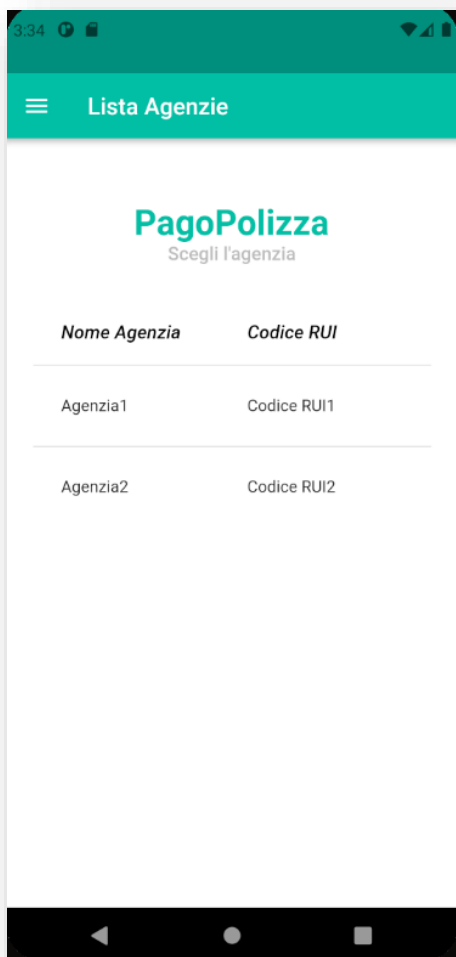 3:34
Lista Agenzie
PagoPolizza
Scegli l'agenzia
Nome Agenzia Codice RUI
Agenzia1 Codice RUI1
Agenzia2 Codice RUI2